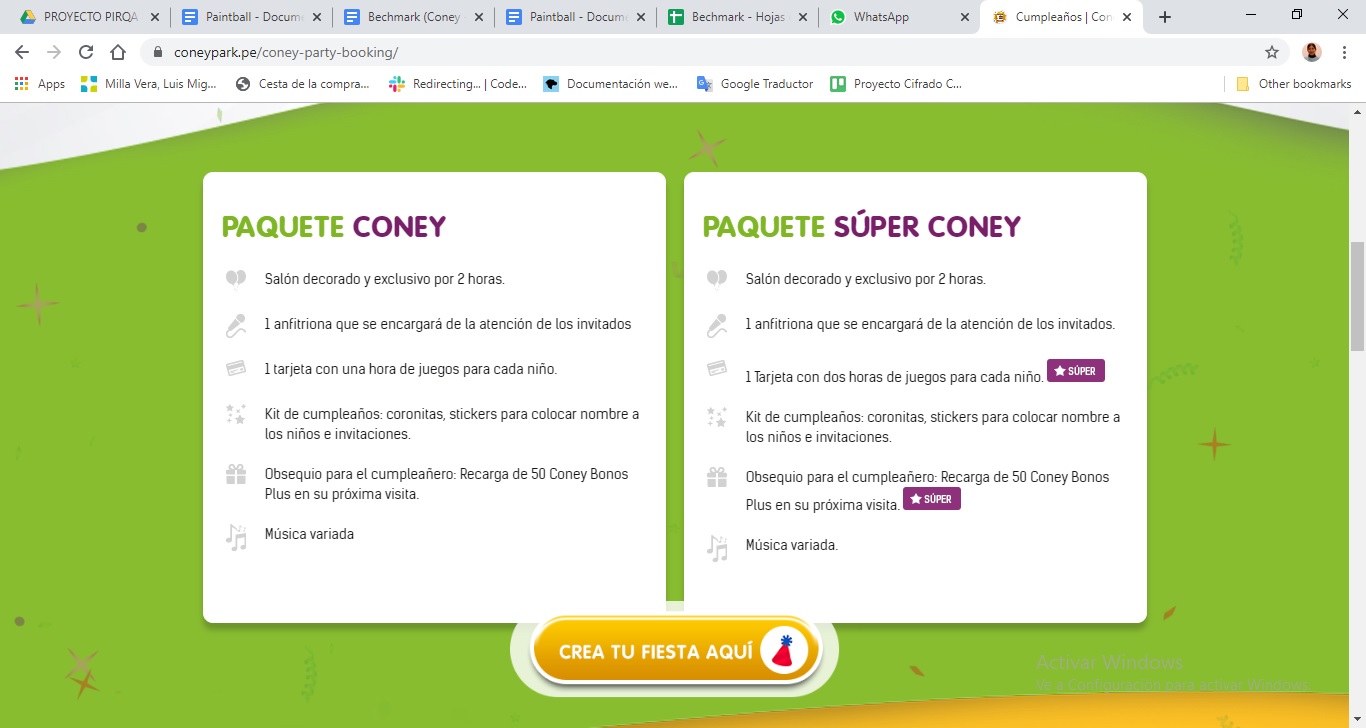 PROYECTO PIRQA
Paintball - Docume
Bechmark (Coney
Paintball - Docume
Bechmark - Hojas
WhatsApp
Cumpleaños | Con
coneypark.pe/coney-party-booking/
Apps
Milla Vera, Luis Mig...
Cesta de la compra...
Redirecting... | Code...
Documentación we...
Google Traductor
Proyecto Cifrado C...
Other bookmarks
PAQUETE CONEY
Salón decorado y exclusivo por 2 horas.
1 anfitriona que se encargará de la atención de los invitados
1 tarjeta con una hora de juegos para cada niño.
Kit de cumpleaños: coronitas, stickers para colocar nombre a
los niños e invitaciones.
Obsequio para el cumpleañero: Recarga de 50 Coney Bonos
Plus en su próxima visita.
Música variada
PAQUETE SÚPER CONEY
Salón decorado y exclusivo por 2 horas.
1 anfitriona que se encargará de la atención de los invitados.
1 Tarjeta con dos horas de juegos para cada niño. SÚPER
Kit de cumpleaños: coronitas, stickers para colocar nombre a
los niños e invitaciones.
Obsequio para el cumpleañero: Recarga de 50 Coney Bonos
Plus en su próxima visita. SÚPER
Música variada.
CREA TU FIESTA AQUÍ
Activar Windows
Ve a Configuración para activar Windows.